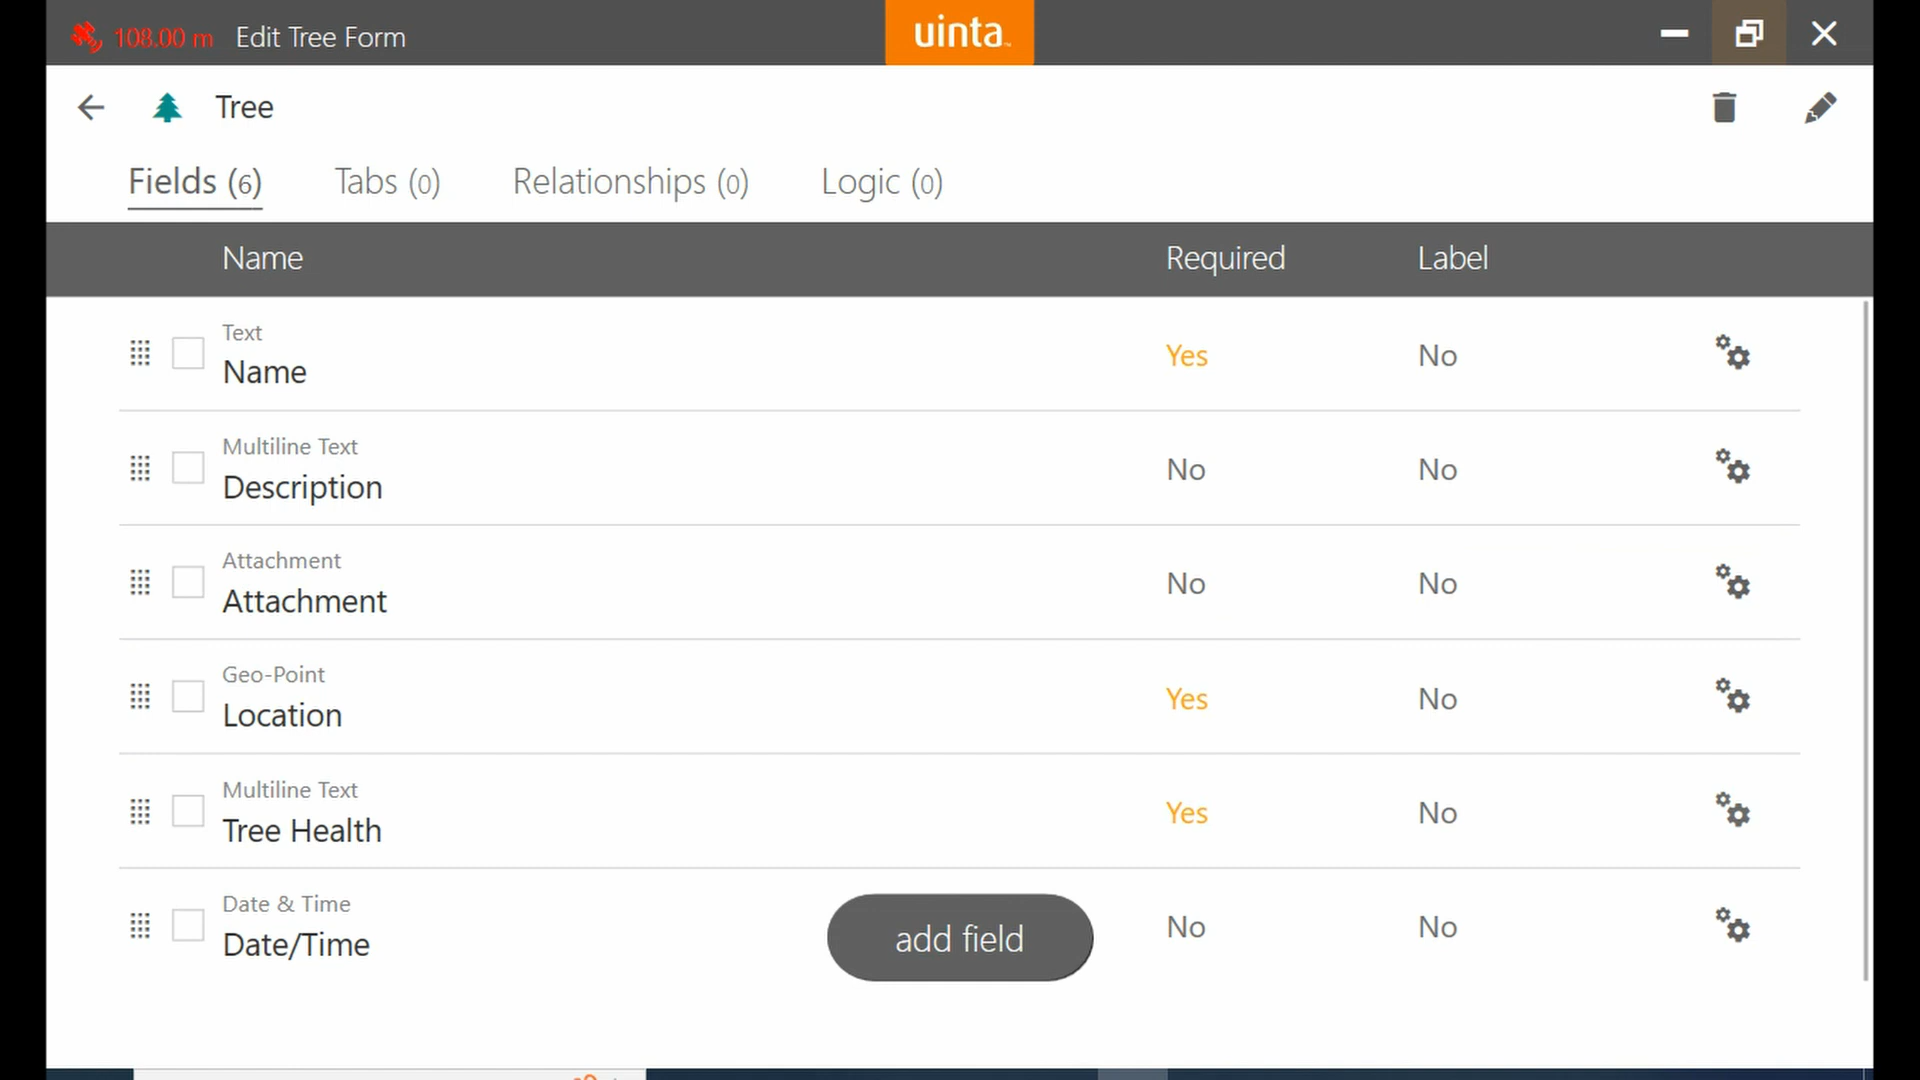 108.00 m Edit Tree Form uinta
Tree
Fields (6) Tabs (0) Relationships (0) Logic (0)
Name Required Label
Text
Name Yes No
Multiline Text
Description No No
Attachment
Attachment No No
Geo-Point
Location Yes No
Multiline Text
Tree Health Yes No
Date & Time
Date/Time No No
add field